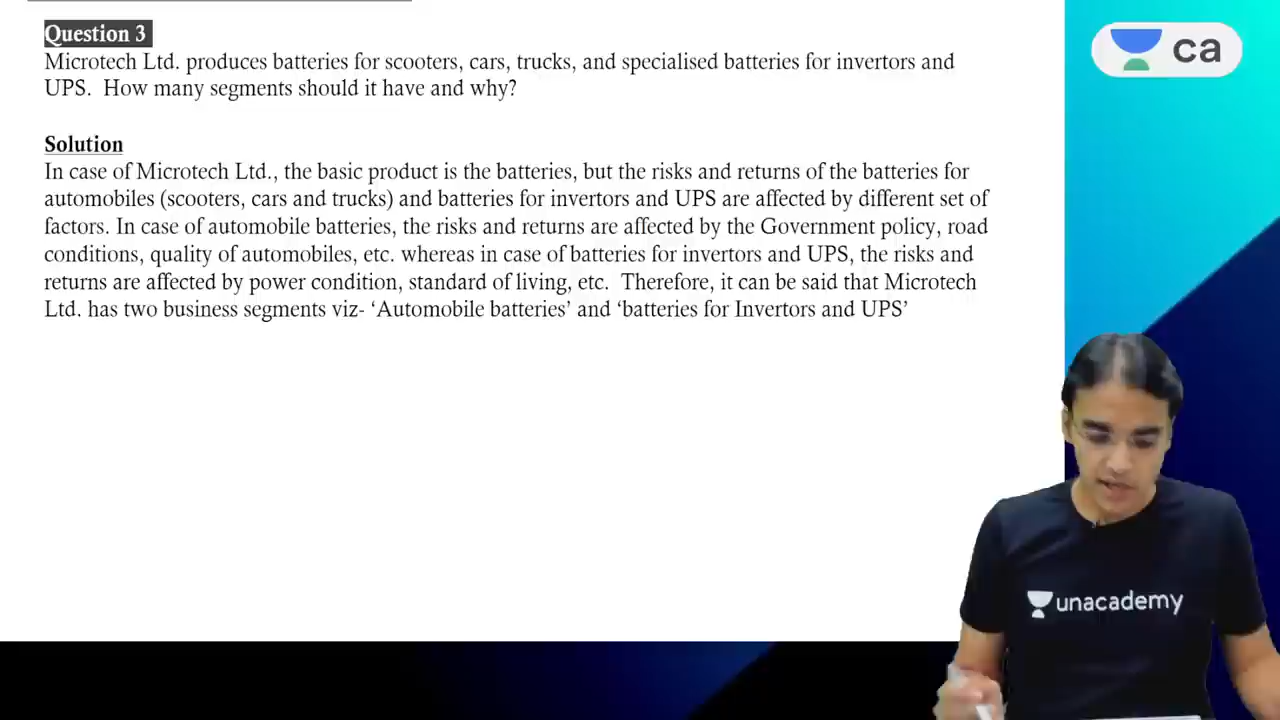 Question 3
Microtech Ltd. produces batteries for scooters, cars, trucks, and specialised batteries for invertors and
UPS.  How many segments should it have and why?
Solution
In case of Microtech Ltd., the basic product is the batteries, but the risks and returns of the batteries for
automobiles (scooters, cars and trucks) and batteries for invertors and UPS are affected by different set of
factors. In case of automobile batteries, the risks and returns are affected by the Government policy, road
conditions, quality of automobiles, etc. whereas in case of batteries for invertors and UPS, the risks and
returns are affected by power condition, standard of living, etc.  Therefore, it can be said that Microtech
Ltd. has two business segments viz- ‘Automobile batteries’ and ‘batteries for Invertors and UPS’
ca
unacademy